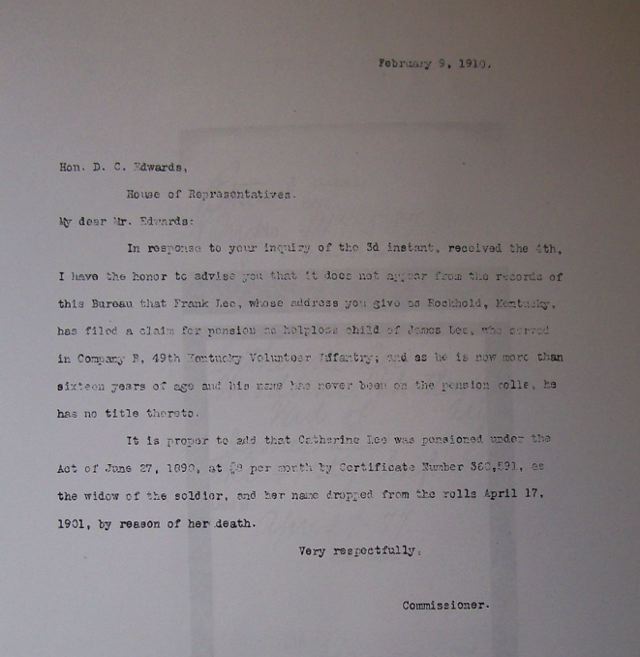 February 9, 1910.
Hon. D. C. Edwards,
House of Representatives.
My dear Mr. Edwards:
In response to your inquiry of the 3d instant, received the 4th,
I have the honor to advise you that it does not appear from the records of
this Bureau that Frank Lee, whose address you give as Rockhold, Kentucky,
has filed a claim for pension as helpless child of James Lee, who served
in Company F, 49th Kentucky Volunteer Infantry; and as he is now more than
sixteen years of age and his name has never been on the pension rolls, he
has no title thereto.
It is proper to add that Catherine Lee was pensioned under the
Act of June 27, 1890, at $8 per month by Certificate Number as
the widow of the soldier, and her name dropped from the rolls April 17,
1901, by reason of her death.
Very respectfully,
Commissioner.